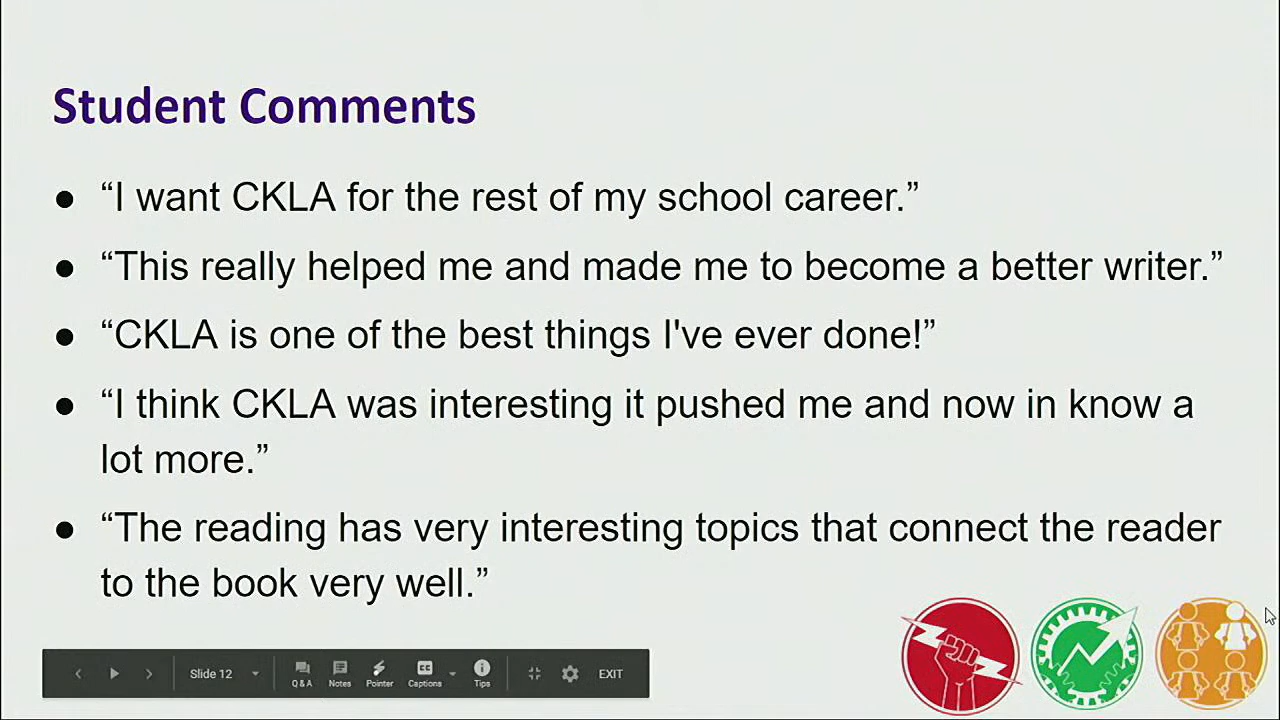 Student Comments
● “I want CKLA for the rest of my school career.”
● “This really helped me and made me to become a better writer.”
● “CKLA is one of the best things I've ever done!”
● “I think CKLA was interesting it pushed me and now in know a
lot more.”
● “The reading has very interesting topics that connect the reader
to the book very well.”
Slide 12 Q&A Notes Pointer CC Captions Tips EXIT